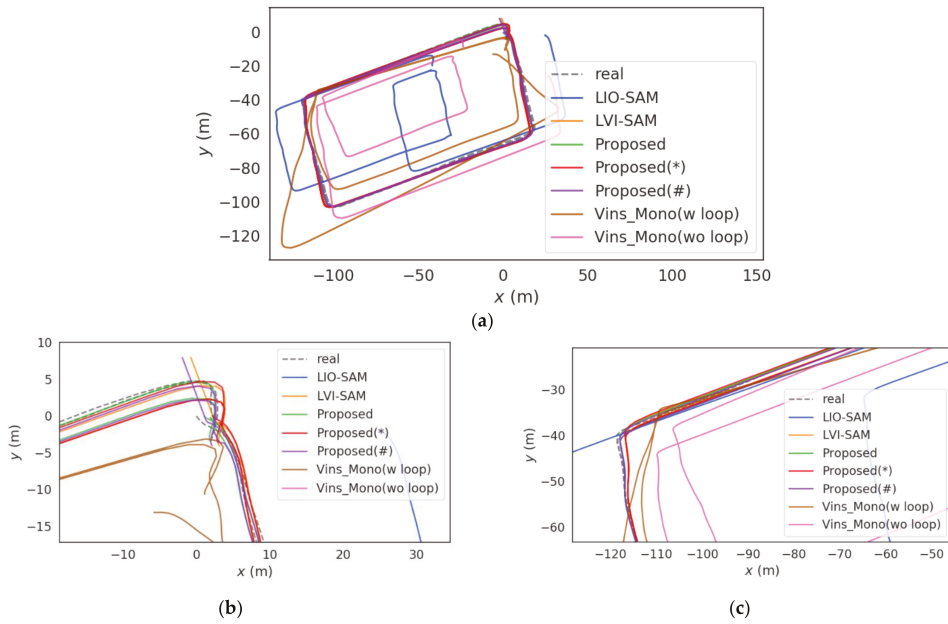 0
−20
−40
−60
−80
−100
−120
y (m)
real
LIO-SAM
LVI-SAM
Proposed
Proposed(*)
Proposed(#)
Vins_Mono(w loop)
Vins_Mono(wo loop)
−100
−50
0
50
100
150
x (m)
(a)
10
5
0
−5
−10
−15
y (m)
real
LIO-SAM
LVI-SAM
Proposed
Proposed(*)
Proposed(#)
Vins_Mono(w loop)
Vins_Mono(wo loop)
−10
0
10
20
30
x (m)
(b)
−30
−40
−50
−60
y (m)
real
LIO-SAM
LVI-SAM
Proposed
Proposed(*)
Proposed(#)
Vins_Mono(w loop)
Vins_Mono(wo loop)
−120
−110
−100
−90
−80
−70
−60
−50
x (m)
(c)